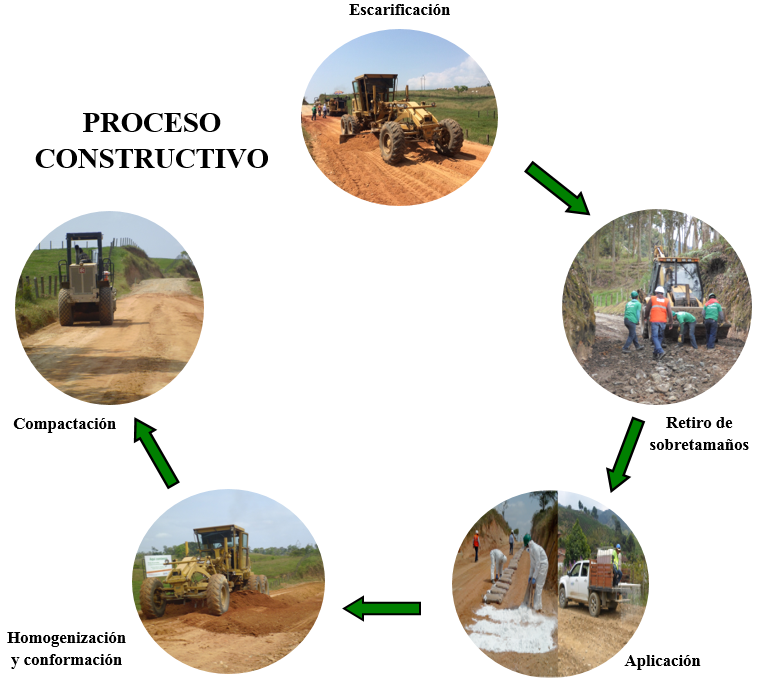 Escarificación
PROCESO
CONSTRUCTIVO
Retiro de
sobretamaños
Aplicación
Homogenización
y conformación
Compactación